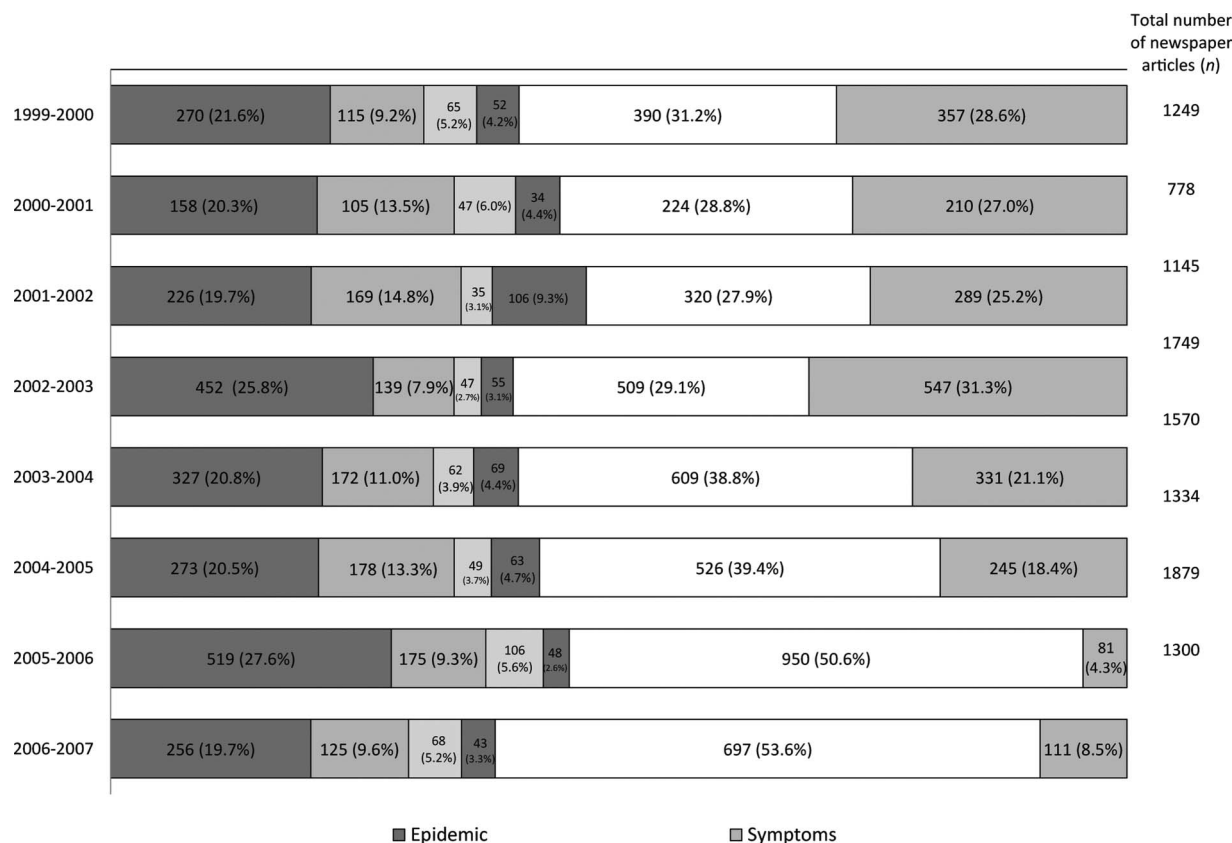 Total number
of newspaper
articles (n)
1999-2000 270 (21.6%) 115 (9.2%) 65 (5.2%) 52 (4.2%) 390 (31.2%) 357 (28.6%) 1249
2000-2001 158 (20.3%) 105 (13.5%) 47 (6.0%) 34 (4.4%) 224 (28.8%) 210 (27.0%) 778
2001-2002 226 (19.7%) 169 (14.8%) 35 (3.1%) 106 (9.3%) 320 (27.9%) 289 (25.2%) 1145
2002-2003 452 (25.8%) 139 (7.9%) 47 (2.7%) 55 (3.1%) 509 (29.1%) 547 (31.3%) 1749
2003-2004 327 (20.8%) 172 (11.0%) 62 (3.9%) 69 (4.4%) 609 (38.8%) 331 (21.1%) 1570
2004-2005 273 (20.5%) 178 (13.3%) 49 (3.7%) 63 (4.7%) 526 (39.4%) 245 (18.4%) 1334
2005-2006 519 (27.6%) 175 (9.3%) 106 (5.6%) 48 (2.6%) 950 (50.6%) 81 (4.3%) 1879
2006-2007 256 (19.7%) 125 (9.6%) 68 (5.2%) 43 (3.3%) 697 (53.6%) 111 (8.5%) 1300
Epidemic Symptoms